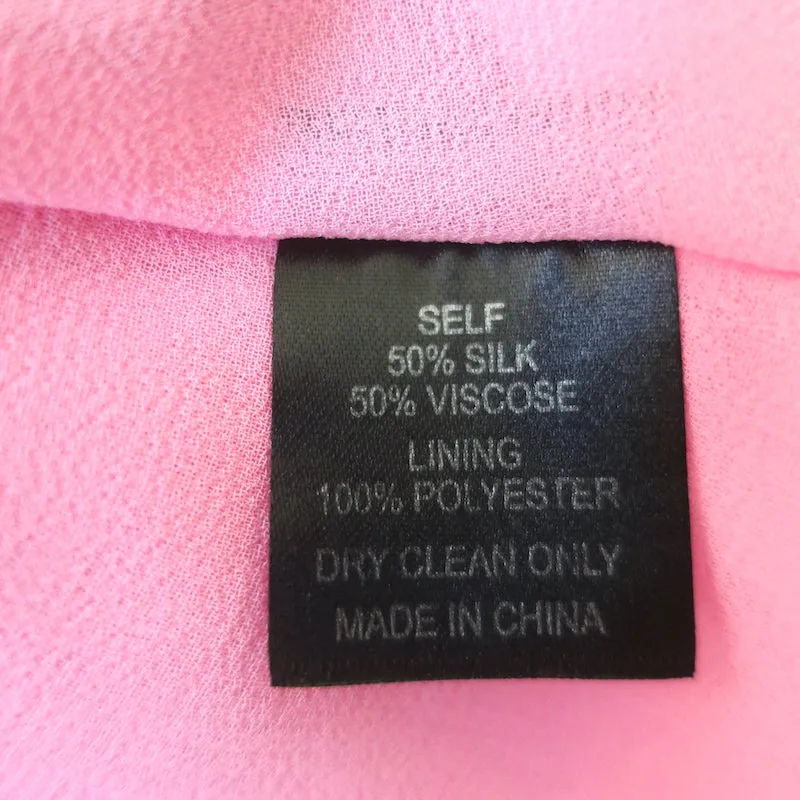 SELF
50% SILK
50% VISCOSE
LINING
100% POLYESTER
DRY CLEAN ONLY
MADE IN CHINA